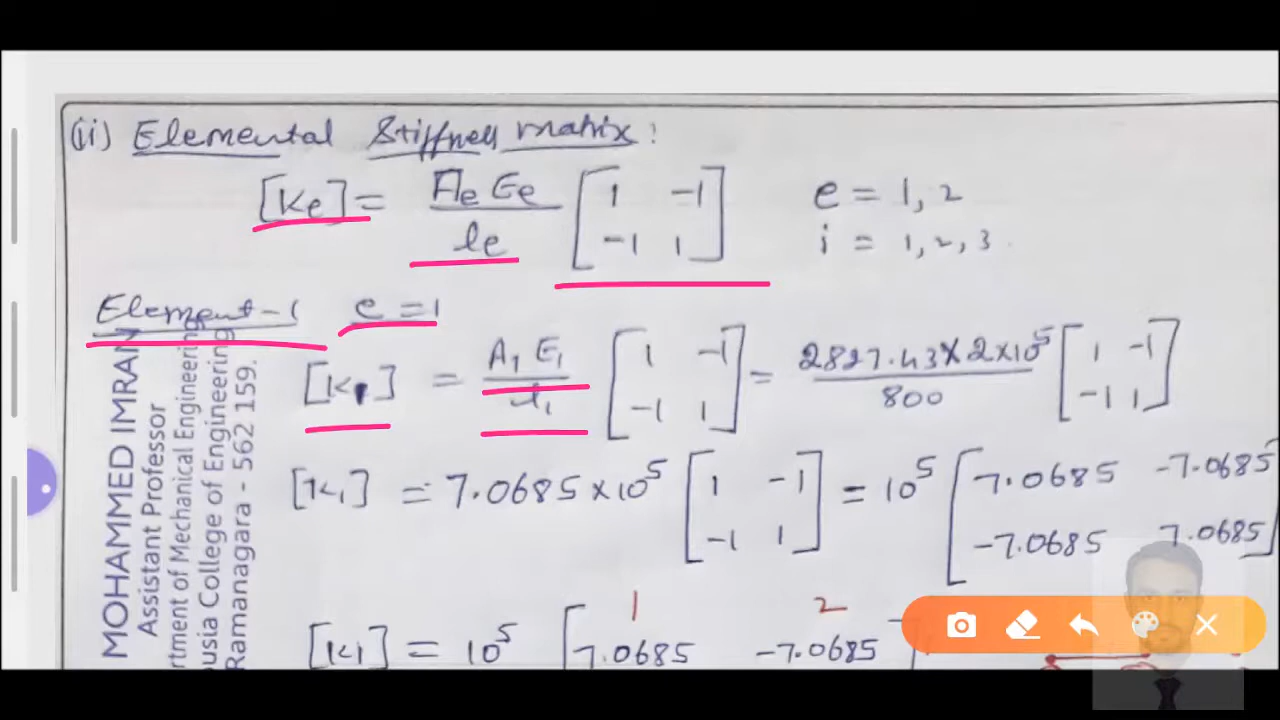 (ii) Elemental Stiffness matrix:
[Ke] = Ae Ee / le [1 -1 -1 1] e = 1, 2
i = 1, 2, 3
Element-1 e = 1
[K1] = A1 E1 / l1 [1 -1 -1 1] = 2827.43 × 2×10^5 / 800 [1 -1 -1 1]
[K1] = 7.0685 × 10^5 [1 -1 -1 1] = 10^5 [7.0685 -7.0685 -7.0685 7.0685]
1 2
[K1] = 10^5 [7.0685 -7.0685]
MOHAMMED IMRAN
Assistant Professor
rtment of Mechanical Engineering
ousia College of Engineering
Ramanagara - 562 159.